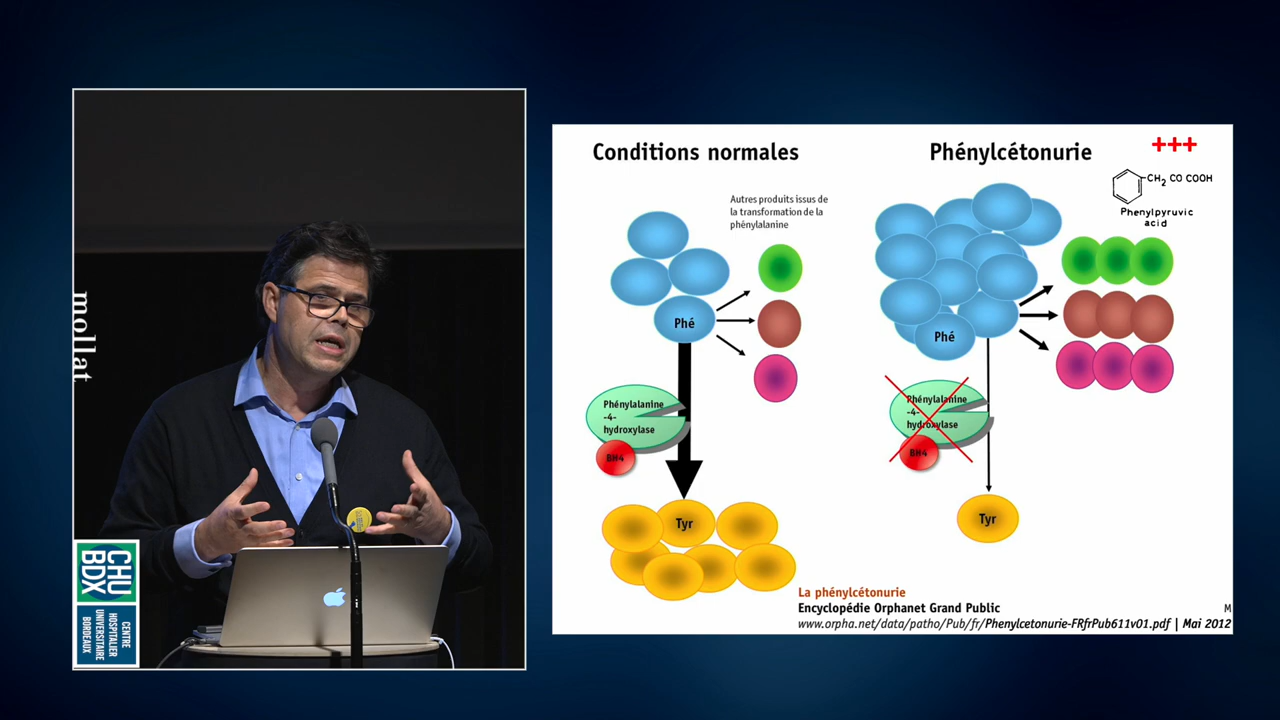 mollat
CHU
BDX
CENTRE
HOSPITALIER
UNIVERSITAIRE
BORDEAUX
Conditions normales
Autres produits issus de
la transformation de la
phénylalanine
Phé
Phénylalanine
-4-
hydroxylase
BH4
Tyr
Phénylcétonurie
+++
CH2 CO COOH
Phenylpyruvic
acid
Phé
Phénylalanine
-4-
hydroxylase
BH4
Tyr
La phénylcétonurie
Encyclopédie Orphanet Grand Public
M
www.orpha.net/data/patho/Pub/fr/Phenylcetonurie-FRfrPub611v01.pdf | Mai 2012